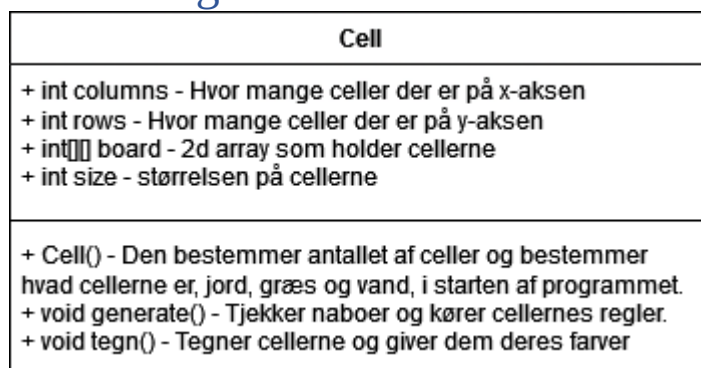 Cell
+ int columns - Hvor mange celler der er på x-aksen
+ int rows - Hvor mange celler der er på y-aksen
+ int[][] board - 2d array som holder cellerne
+ int size - størrelsen på cellerne
+ Cell() - Den bestemmer antallet af celler og bestemmer
hvad cellerne er, jord, græs og vand, i starten af programmet.
+ void generate() - Tjekker naboer og kører cellernes regler.
+ void tegn() - Tegner cellerne og giver dem deres farver